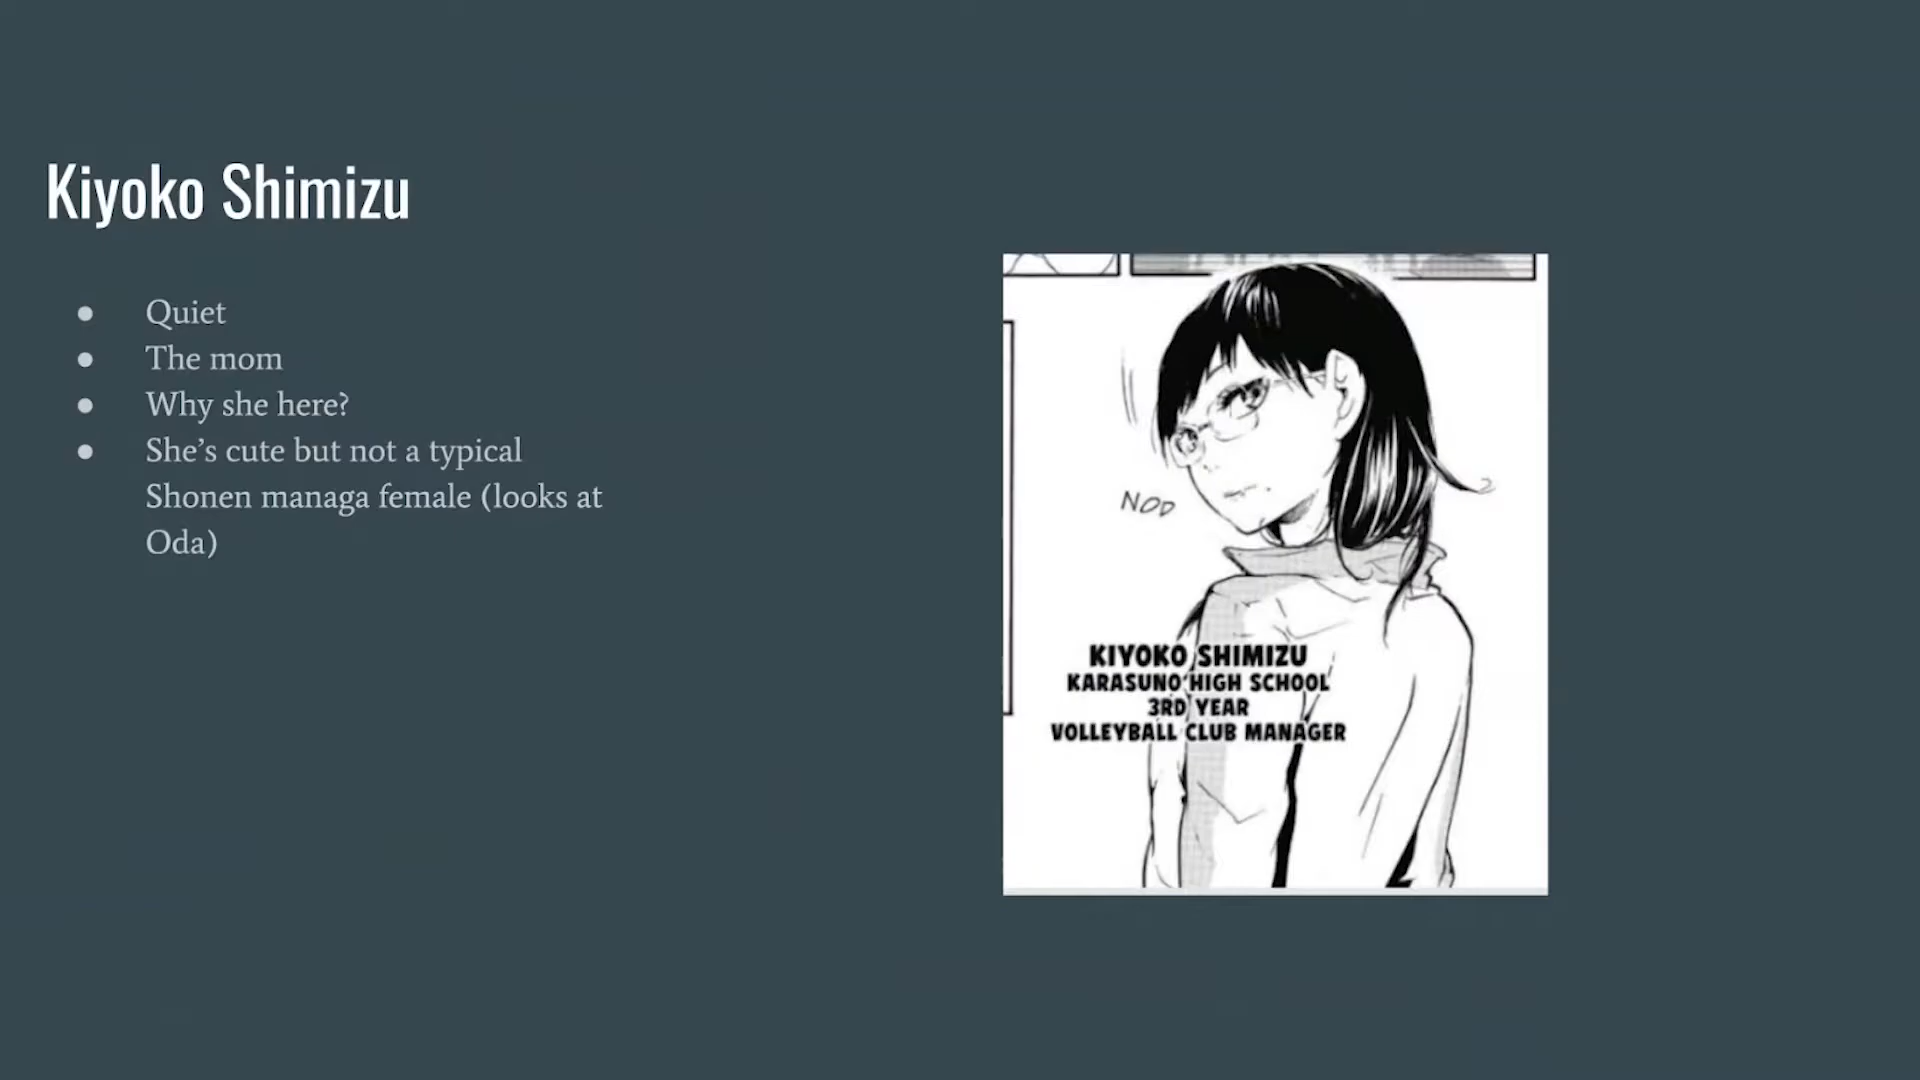 Kiyoko Shimizu
● Quiet
● The mom
● Why she here?
● She’s cute but not a typical
Shonen managa female (looks at
Oda)
NOD
KIYOKO SHIMIZU
KARASUNO HIGH SCHOOL
3RD YEAR
VOLLEYBALL CLUB MANAGER